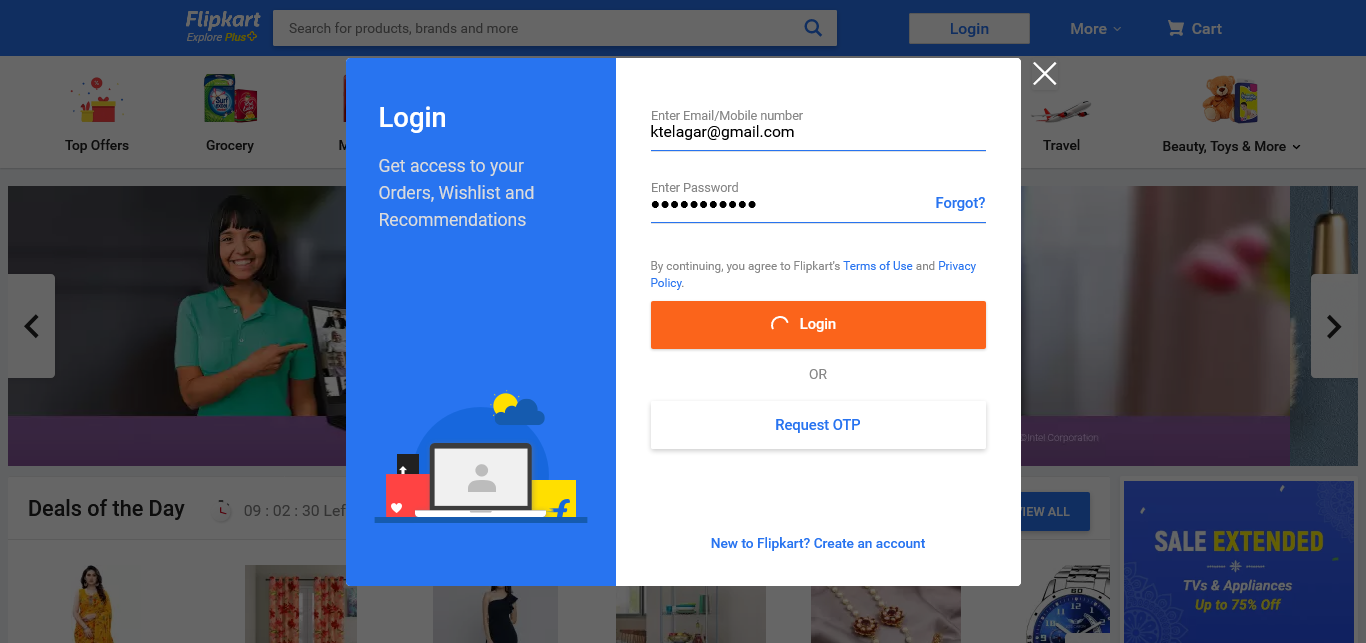 Flipkart
Explore Plus
Search for products, brands and more
Login
More
Cart
Top Offers
Grocery
Travel
Beauty, Toys & More
Login
Get access to your
Orders, Wishlist and
Recommendations
Enter Email/Mobile number
ktelagar@gmail.com
Enter Password
Forgot?
By continuing, you agree to Flipkart's Terms of Use and Privacy
Policy.
Login
OR
Request OTP
New to Flipkart? Create an account
©Intel Corporation
Deals of the Day
09 : 02 : 30 Lef
VIEW ALL
SALE EXTENDED
TVs & Appliances
Up to 75% Off